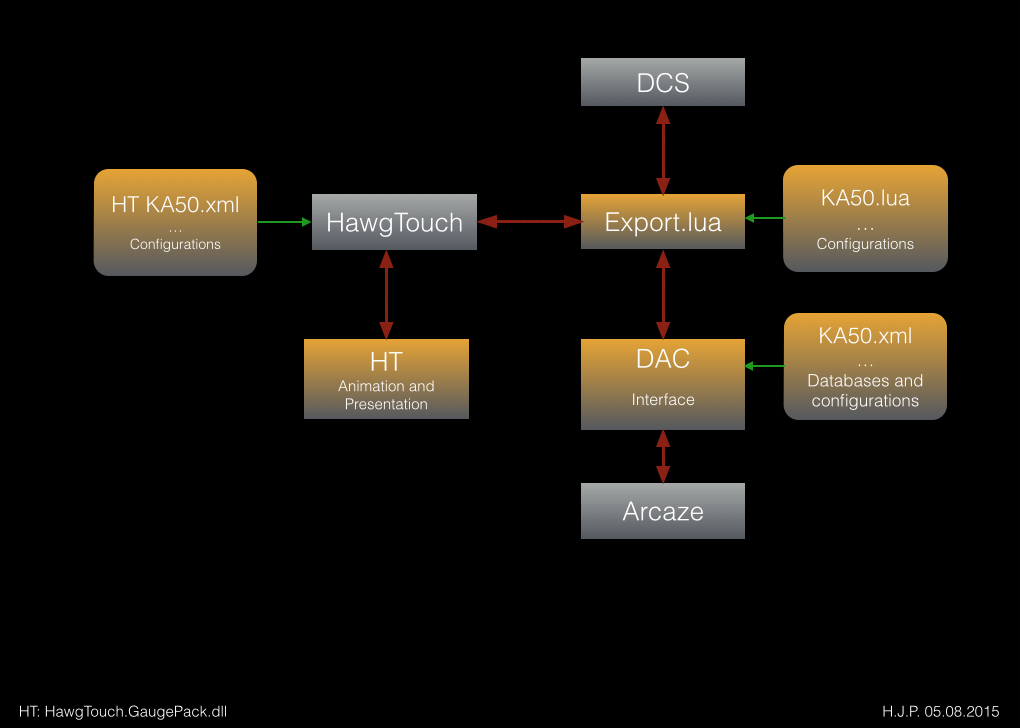 DCS
HT KA50.xml
...
Configurations
HawgTouch
Export.lua
KA50.lua
...
Configurations
HT
Animation and
Presentation
DAC
Interface
KA50.xml
...
Databases and
configurations
Arcaze
HT: HawgTouch.GaugePack.dll
H.J.P. 05.08.2015